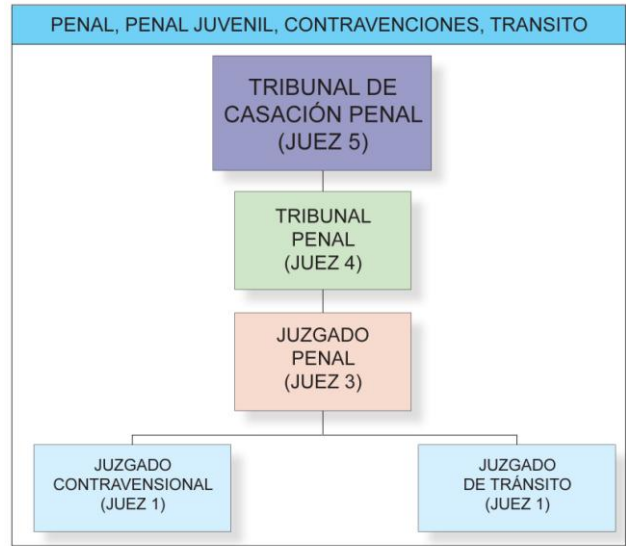 PENAL, PENAL JUVENIL, CONTRAVENCIONES, TRANSITO
TRIBUNAL DE
CASACIÓN PENAL
(JUEZ 5)
TRIBUNAL
PENAL
(JUEZ 4)
JUZGADO
PENAL
(JUEZ 3)
JUZGADO
CONTRAVENSIONAL
(JUEZ 1)
JUZGADO
DE TRÁNSITO
(JUEZ 1)